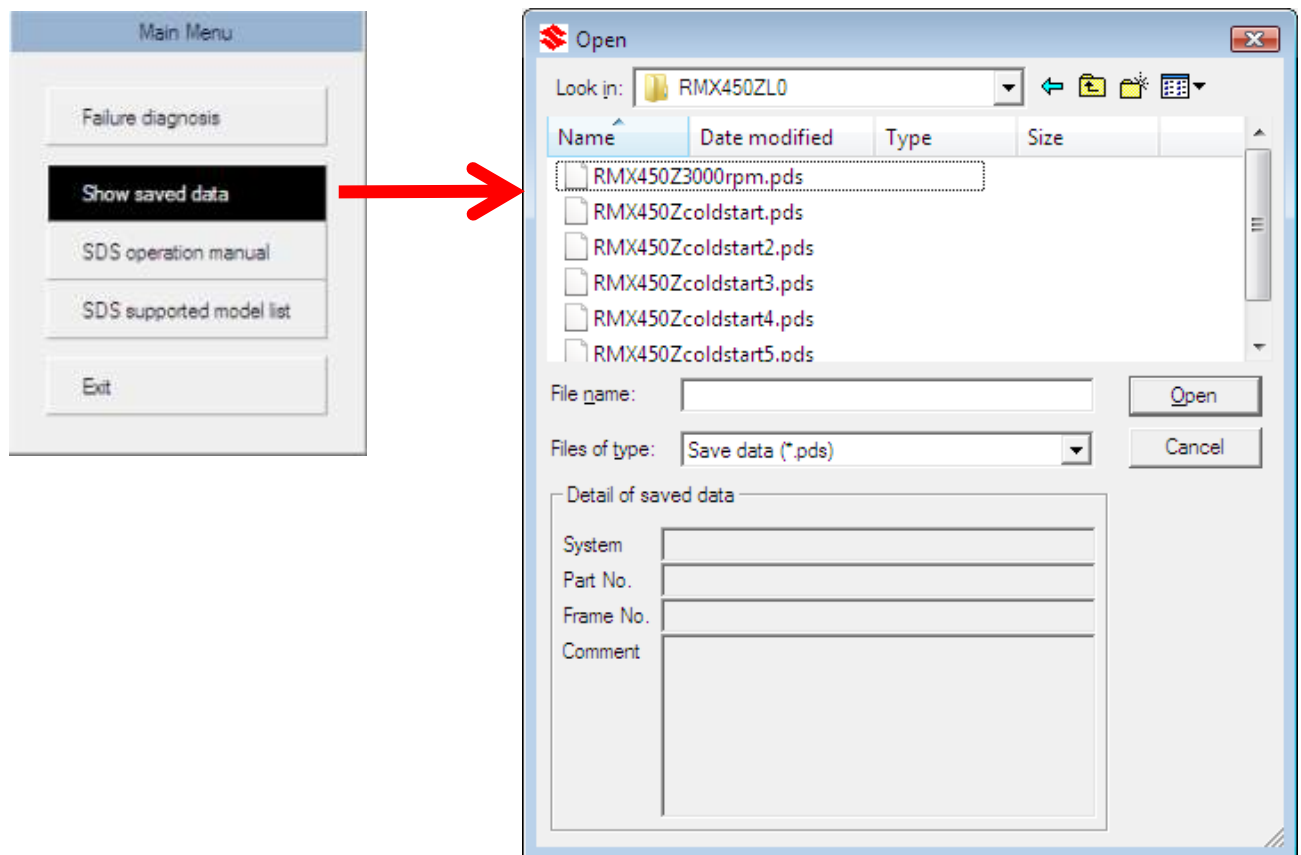 Main Menu
Failure diagnosis
Show saved data
SDS operation manual
SDS supported model list
Exit
Open
Look in: RMX450ZL0
Name Date modified Type Size
RMX450Z3000rpm.pds
RMX450Zcoldstart.pds
RMX450Zcoldstart2.pds
RMX450Zcoldstart3.pds
RMX450Zcoldstart4.pds
RMX450Zcoldstart5.pds
File name: Open
Files of type: Save data (*.pds) Cancel
Detail of saved data
System
Part No.
Frame No.
Comment